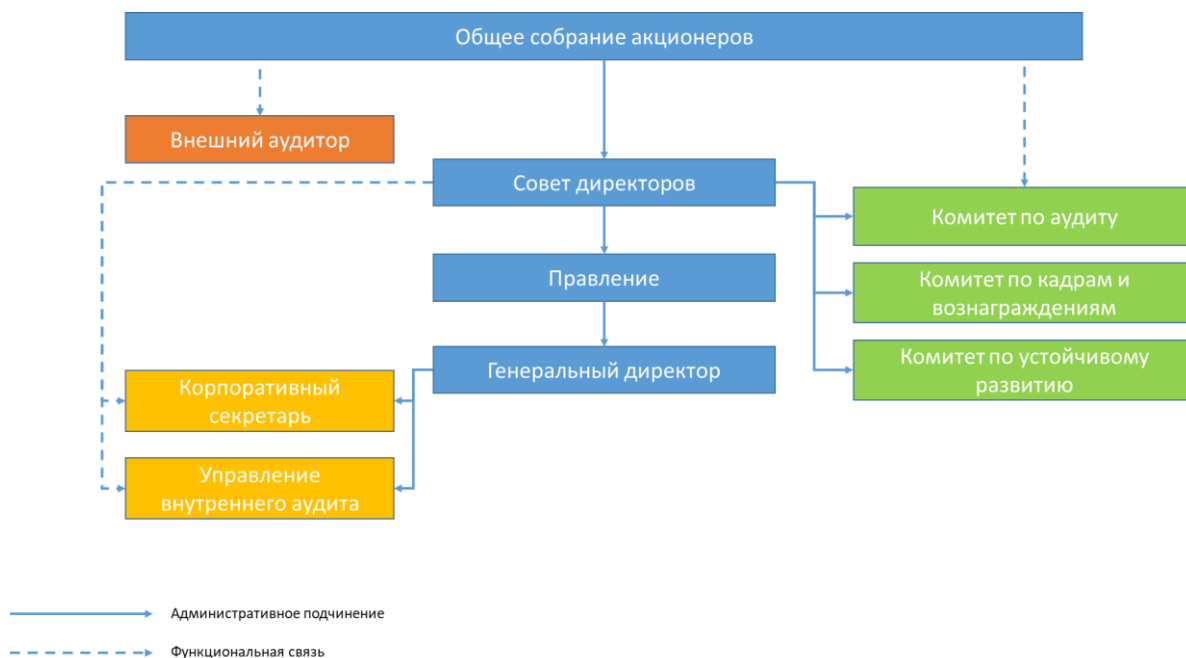 Общее собрание акционеров
Внешний аудитор
Совет директоров
Комитет по аудиту
Правление
Комитет по кадрам и
вознаграждениям
Генеральный директор
Комитет по устойчивому
развитию
Корпоративный
секретарь
Управление
внутреннего аудита
Административное подчинение
Функциональная связь